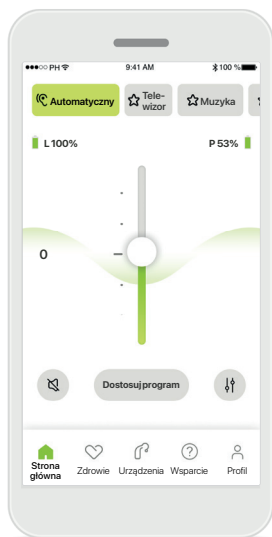 ●●●○○ PH 9:41 AM 100 %
Automatyczny
Tele-
wizor
Muzyka
L 100% P 53%
0
Dostosuj program
Strona
główna
Zdrowie Urządzenia Wsparcie Profil